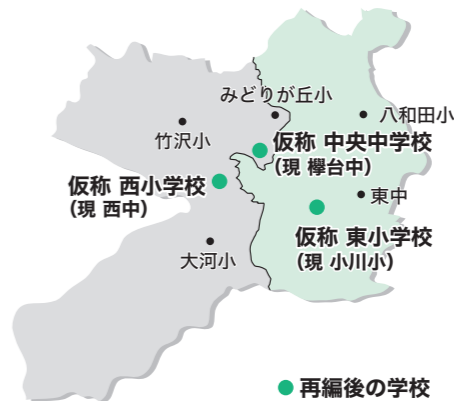 みどりが丘小
八和田小
竹沢小
仮称 中央中学校
(現 欅台中)
仮称 西小学校
(現 西中)
東中
仮称 東小学校
(現 小川小)
大河小
再編後の学校